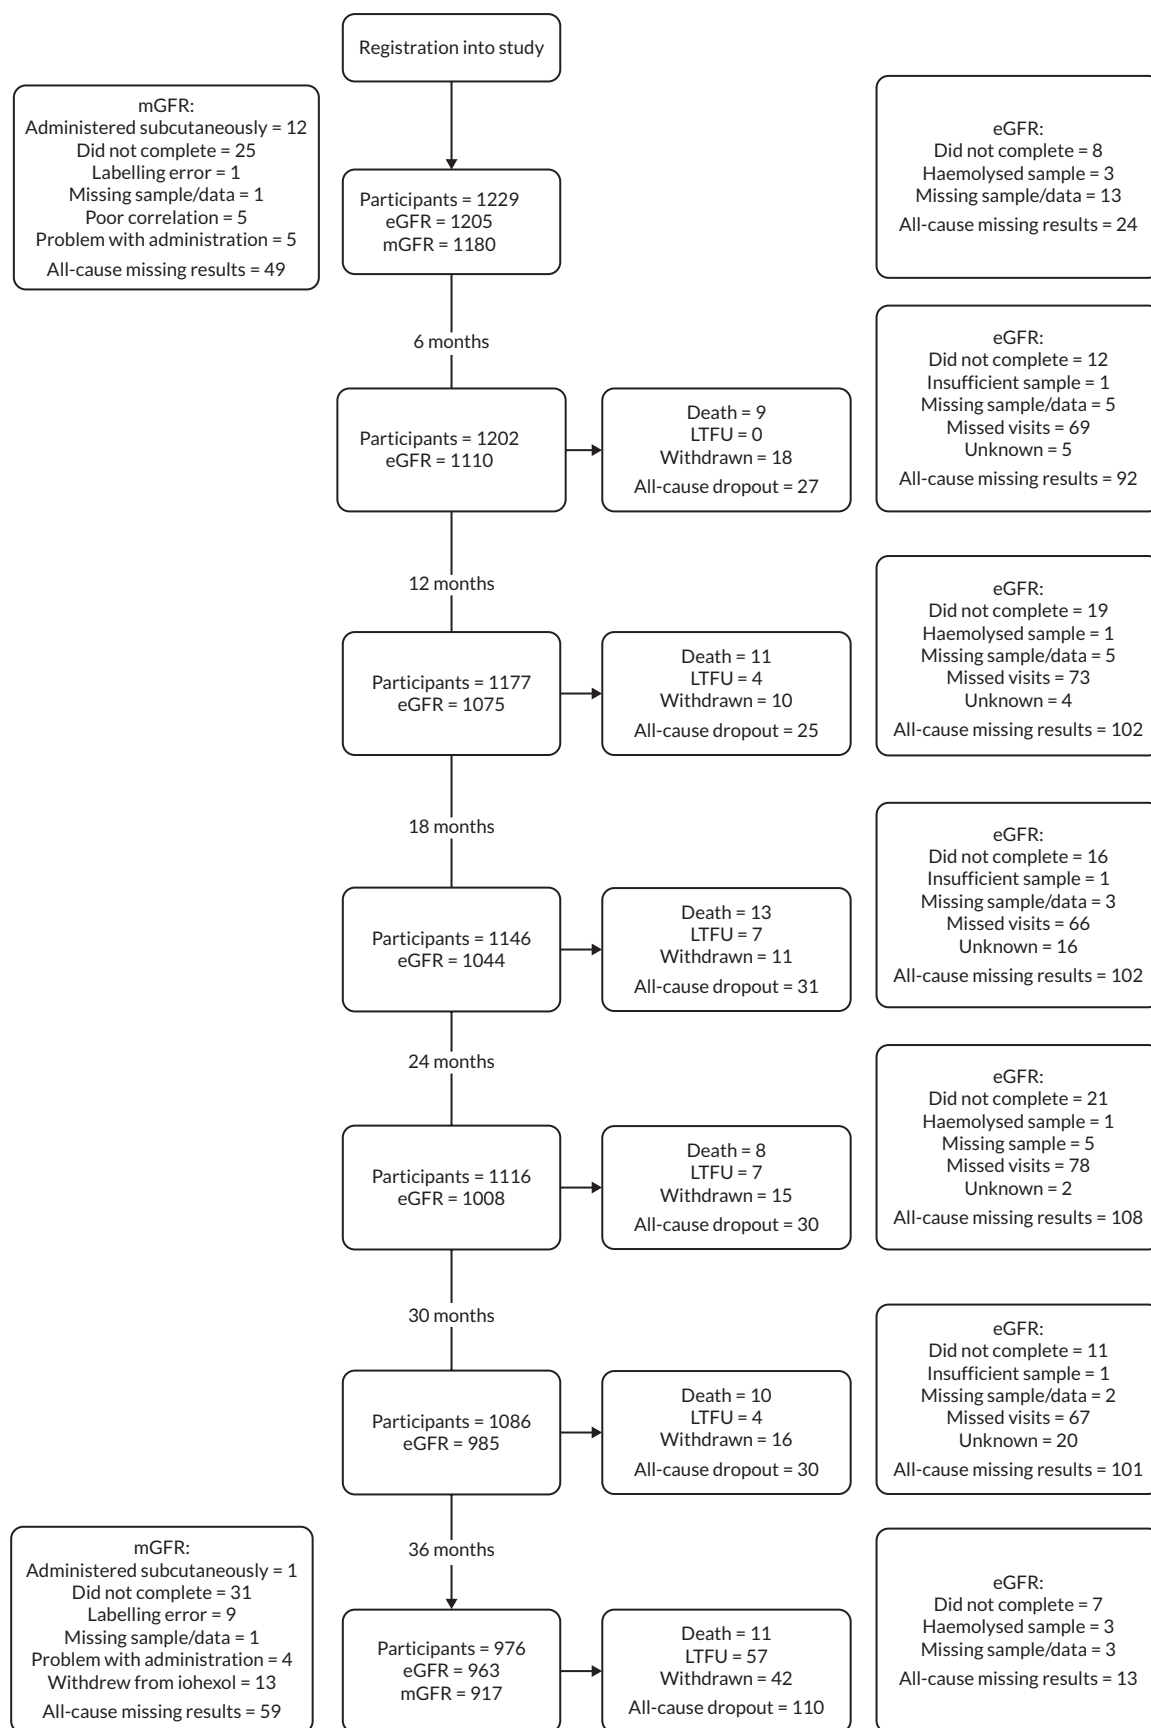 Registration into study
mGFR:
Administered subcutaneously = 12
Did not complete = 25
Labelling error = 1
Missing sample/data = 1
Poor correlation = 5
Problem with administration = 5
All-cause missing results = 49
Participants = 1229
eGFR = 1205
mGFR = 1180
eGFR:
Did not complete = 8
Haemolysed sample = 3
Missing sample/data = 13
All-cause missing results = 24
6 months
Participants = 1202
eGFR = 1110
Death = 9
LTFU = 0
Withdrawn = 18
All-cause dropout = 27
eGFR:
Did not complete = 12
Insufficient sample = 1
Missing sample/data = 5
Missed visits = 69
Unknown = 5
All-cause missing results = 92
12 months
Participants = 1177
eGFR = 1075
Death = 11
LTFU = 4
Withdrawn = 10
All-cause dropout = 25
eGFR:
Did not complete = 19
Haemolysed sample = 1
Missing sample/data = 5
Missed visits = 73
Unknown = 4
All-cause missing results = 102
18 months
Participants = 1146
eGFR = 1044
Death = 13
LTFU = 7
Withdrawn = 11
All-cause dropout = 31
eGFR:
Did not complete = 16
Insufficient sample = 1
Missing sample/data = 3
Missed visits = 66
Unknown = 16
All-cause missing results = 102
24 months
Participants = 1116
eGFR = 1008
Death = 8
LTFU = 7
Withdrawn = 15
All-cause dropout = 30
eGFR:
Did not complete = 21
Haemolysed sample = 1
Missing sample = 5
Missed visits = 78
Unknown = 2
All-cause missing results = 108
30 months
Participants = 1086
eGFR = 985
Death = 10
LTFU = 4
Withdrawn = 16
All-cause dropout = 30
eGFR:
Did not complete = 11
Insufficient sample = 1
Missing sample/data = 2
Missed visits = 67
Unknown = 20
All-cause missing results = 101
36 months
mGFR:
Administered subcutaneously = 1
Did not complete = 31
Labelling error = 9
Missing sample/data = 1
Problem with administration = 4
Withdrew from iohexol = 13
All-cause missing results = 59
Participants = 976
eGFR = 963
mGFR = 917
Death = 11
LTFU = 57
Withdrawn = 42
All-cause dropout = 110
eGFR:
Did not complete = 7
Haemolysed sample = 3
Missing sample/data = 3
All-cause missing results = 13